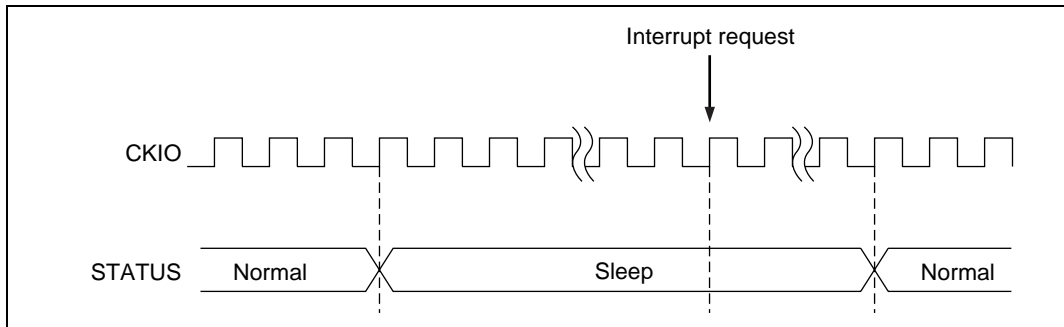 Interrupt request
CKIO
STATUS
Normal
Sleep
Normal